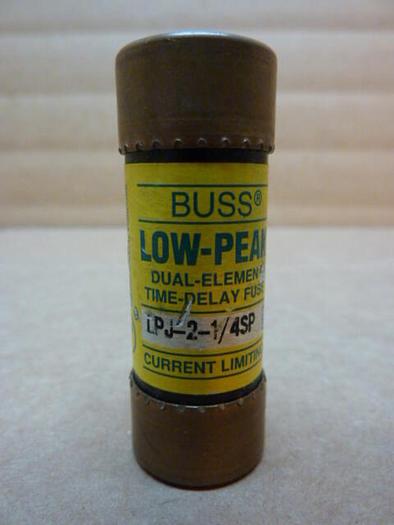 BUSS®
LOW-PEAK
DUAL-ELEMENT
TIME-DELAY FUSE
LPJ-2-1/4SP
CURRENT LIMITING